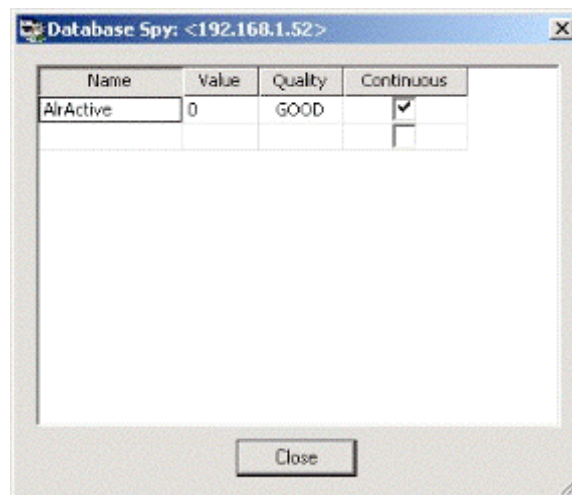 Database Spy: <192.168.1.52>
Name Value Quality Continuous
AlrActive 0 GOOD
Close